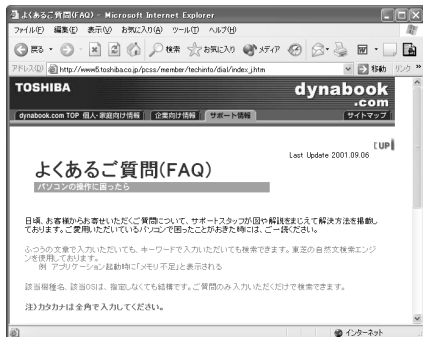 よくあるご質問(FAQ) - Microsoft Internet Explorer
ファイル(F) 編集(E) 表示(V) お気に入り(A) ツール(T) ヘルプ(H)
戻る 検索 お気に入り メディア
アドレス(D) http://www5.toshiba.co.jp/pcss/member/techinfo/dial/index_j.htm 移動 リンク
TOSHIBA
dynabook
.com
dynabook.com TOP 個人・家庭向け情報 企業向け情報 サポート情報 サイトマップ
[UP
Last Update 2001.09.06
よくあるご質問(FAQ)
パソコンの操作に困ったら
日頃、お客様からお寄せいただくご質問について、サポートスタッフが図や解説をまじえて解決方法を掲載し
ております。ご愛用いただいているパソコンで困ったことがおきた時には、ご一読ください。
ふつうの文章で入力いただいても、キーワードで入力いただいても検索できます。東芝の自然文検索エンジ
ンを使用しております。
例 アプリケーション起動時に「メモリ不足」と表示される
該当機種名、該当OSは、指定しなくても結構です。ご質問のみ入力いただくだけで検索できます。
注)カタカナは全角で入力してください。
インターネット